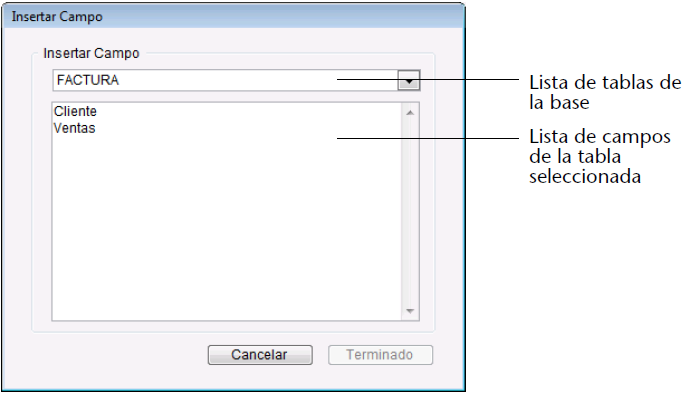 Insertar Campo
Insertar Campo
FACTURA
Cliente
Ventas
Cancelar
Terminado
Lista de tablas de
la base
Lista de campos
de la tabla
seleccionada